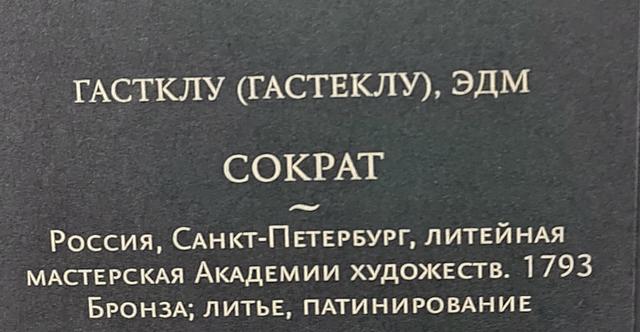 ГАСТКЛУ (ГАСТЕКЛУ), ЭДМ
СОКРАТ
~
Россия, Санкт-Петербург, литейная
мастерская Академии художеств. 1793
Бронза; литье, патинирование